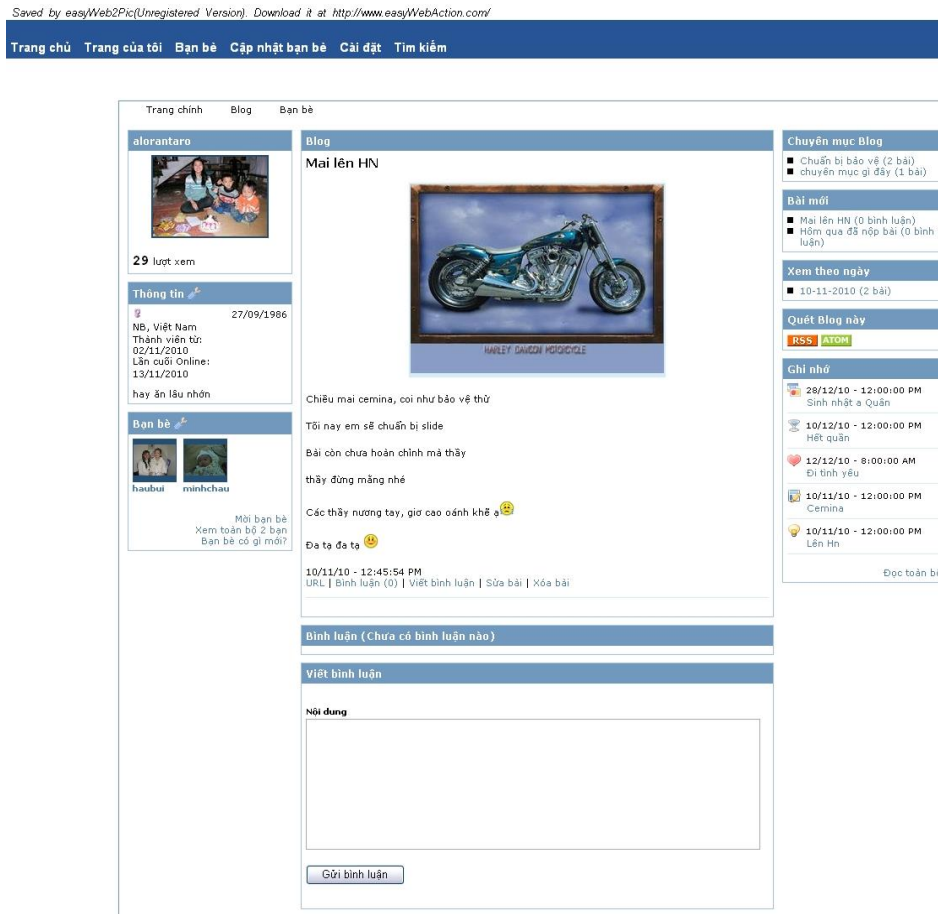 Saved by easyWeb2Pic(Unregistered Version). Download it at http://www.easyWebAction.com/
Trang chủ Trang của tôi Bạn bè Cập nhật bạn bè Cài đặt Tìm kiếm
Trang chính Blog Bạn bè
alorantaro
29 lượt xem
Thông tin
27/09/1986
NB, Việt Nam
Thành viên từ:
02/11/2010
Lần cuối Online:
13/11/2010
hay ăn lâu nhớn
Bạn bè
haubui minhchau
Mời bạn bè
Xem toàn bộ 2 bạn
Bạn bè có gì mới?
Blog
Mai lên HN
HARLEY DAVIDSON MOTORCYCLE
Chiều mai cemina, coi như bảo vệ thử
Tối nay em sẽ chuẩn bị slide
Bài còn chưa hoàn chỉnh mà thầy
thầy đừng mắng nhé
Các thầy nương tay, giơ cao oánh khẽ ạ
Đa tạ đa tạ
10/11/10 - 12:45:54 PM
URL | Bình luận (0) | Viết bình luận | Sửa bài | Xóa bài
Bình luận (Chưa có bình luận nào)
Viết bình luận
Nội dung
Gửi bình luận
Chuyên mục Blog
Chuẩn bị bảo vệ (2 bài)
chuyên mục gì đây (1 bài)
Bài mới
Mai lên HN (0 bình luận)
Hôm qua đã nộp bài (0 bình
luận)
Xem theo ngày
10-11-2010 (2 bài)
Quét Blog này
RSS ATOM
Ghi nhớ
28/12/10 - 12:00:00 PM
Sinh nhật a Quân
10/12/10 - 12:00:00 PM
Hết quần
12/12/10 - 8:00:00 AM
Đi tình yêu
10/11/10 - 12:00:00 PM
Cemina
10/11/10 - 12:00:00 PM
Lên Hn
Đọc toàn b